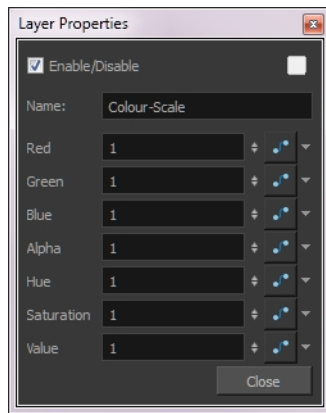 Layer Properties
Enable/Disable
Name: Colour-Scale
Red 1
Green 1
Blue 1
Alpha 1
Hue 1
Saturation 1
Value 1
Close